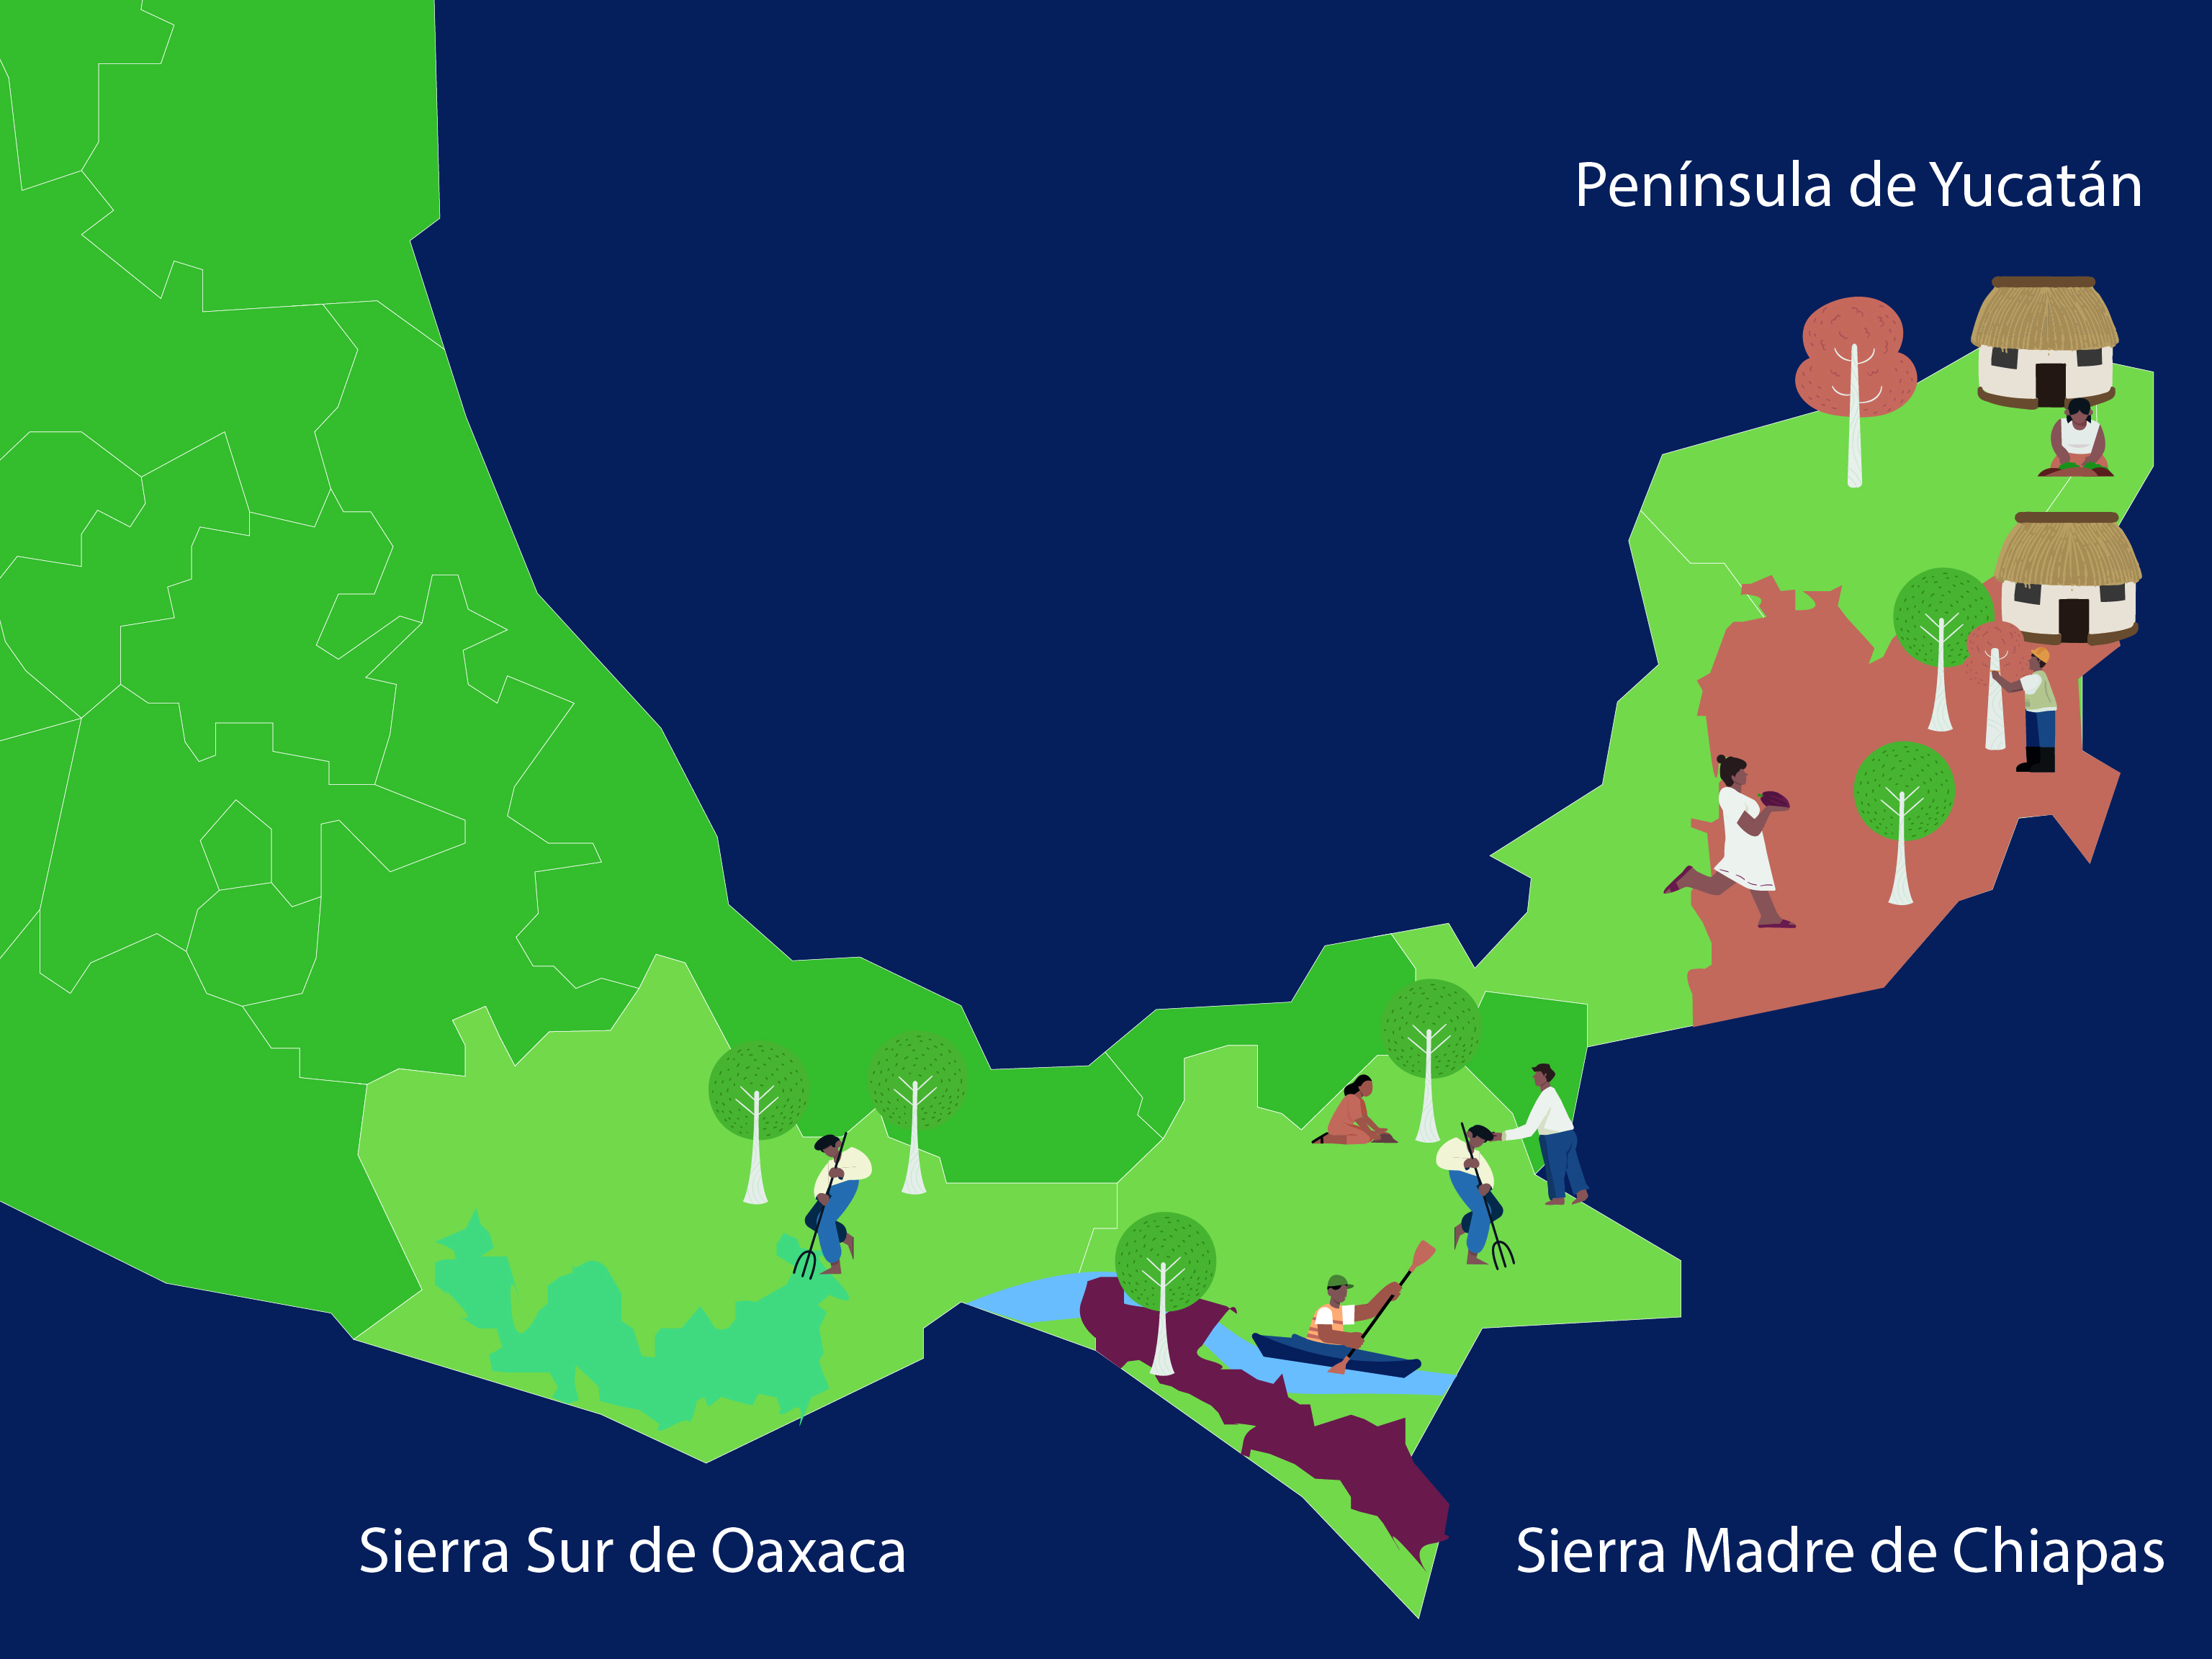 Península de Yucatán
Sierra Sur de Oaxaca
Sierra Madre de Chiapas